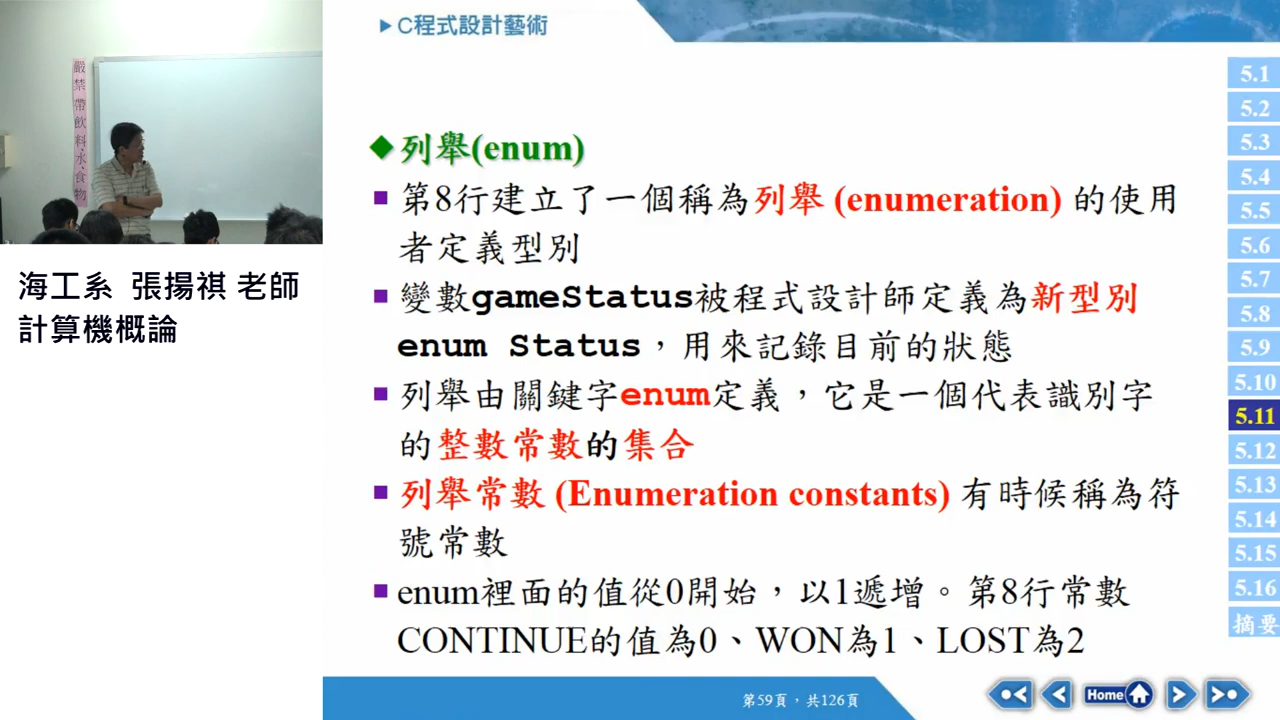 C程式設計藝術
嚴禁帶飲料、水、食物
海工系 張揚祺 老師
計算機概論
列舉(enum)
第8行建立了一個稱為列舉 (enumeration) 的使用
者定義型別
變數gameStatus被程式設計師定義為新型別
enum Status，用來記錄目前的狀態
列舉由關鍵字enum定義，它是一個代表識別字
的整數常數的集合
列舉常數 (Enumeration constants) 有時候稱為符
號常數
enum裡面的值從0開始，以1遞增。第8行常數
CONTINUE的值為0、WON為1、LOST為2
5.1
5.2
5.3
5.4
5.5
5.6
5.7
5.8
5.9
5.10
5.11
5.12
5.13
5.14
5.15
5.16
摘要
第59頁，共126頁
Home